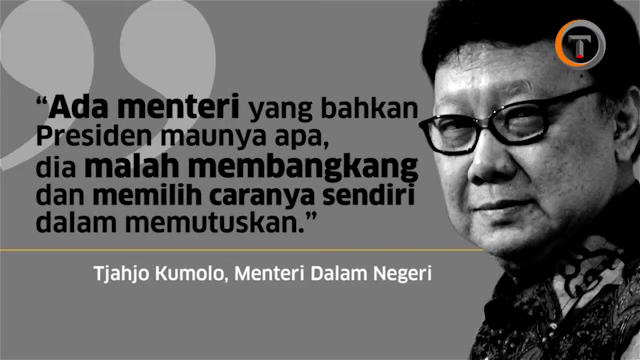 T
“Ada menteri yang bahkan
Presiden maunya apa,
dia malah membangkang
dan memilih caranya sendiri
dalam memutuskan.”
Tjahjo Kumolo, Menteri Dalam Negeri